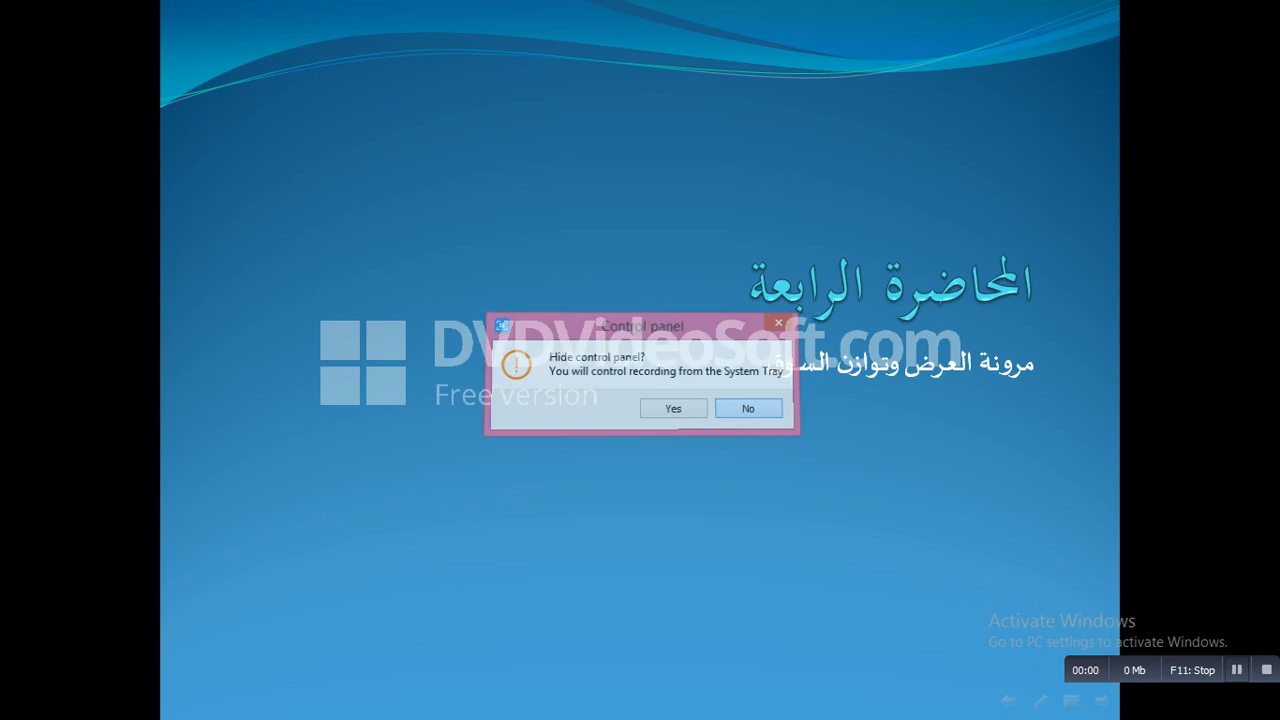 المحاضرة الرابعة
Control panel
DVDVideoSoft.com
Hide control panel?
مرونة العرض وتوازن السوق
You will control recording from the System Tray
Free version
Yes
No
Activate Windows
Go to PC settings to activate Windows.
00:00
0 Mb
F11: Stop